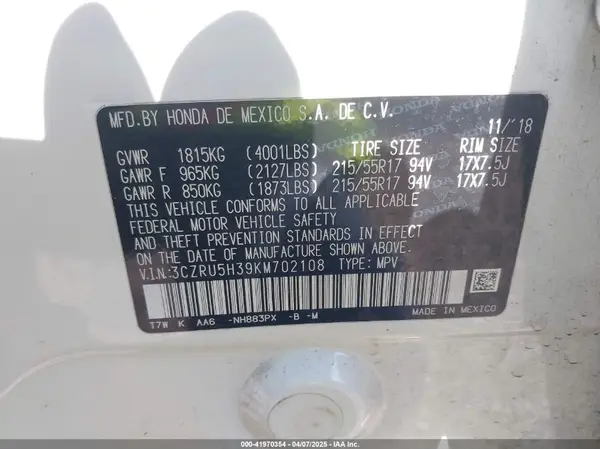 MFD. BY HONDA DE MEXICO S.A. DE C.V.
11/'18
GVWR 1815KG (4001LBS) TIRE SIZE RIM SIZE
GAWR F 965KG (2127LBS) 215/55R17 94V 17X7.5J
GAWR R 850KG (1873LBS) 215/55R17 94V 17X7.5J
THIS VEHICLE CONFORMS TO ALL APPLICABLE
FEDERAL MOTOR VEHICLE SAFETY
AND THEFT PREVENTION STANDARDS IN EFFECT
ON THE DATE OF MANUFACTURE SHOWN ABOVE.
V.I.N:3CZRU5H39KM702108 TYPE: MPV
T7W K AA6 -NH883PX -B -M MADE IN MEXICO
000-41970354 | 04/07/2025 - IAA Inc.